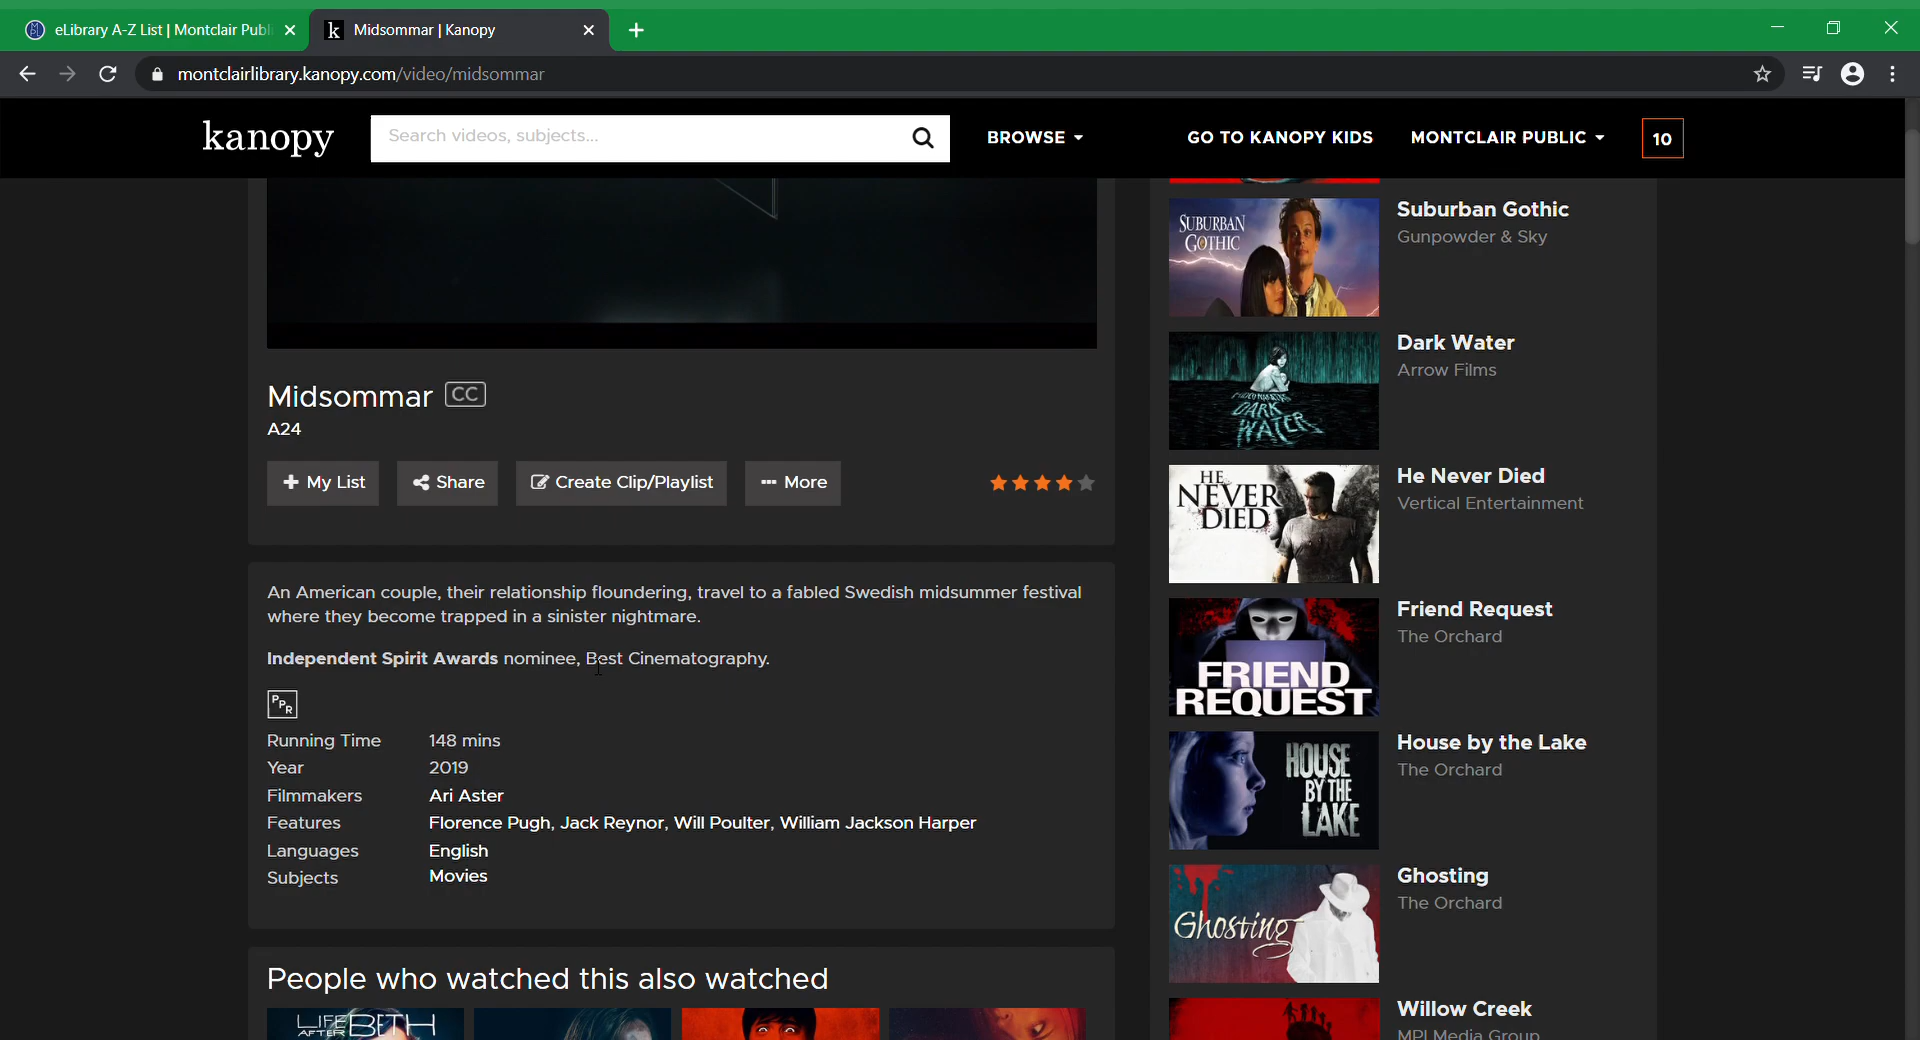 eLibrary A-Z List | Montclair Publ
Midsommar | Kanopy
montclairlibrary.kanopy.com/video/midsommar
kanopy
Search videos, subjects...
BROWSE
GO TO KANOPY KIDS
MONTCLAIR PUBLIC
10
Midsommar CC
A24
My List
Share
Create Clip/Playlist
More
An American couple, their relationship floundering, travel to a fabled Swedish midsummer festival
where they become trapped in a sinister nightmare.
Independent Spirit Awards nominee, Best Cinematography.
PPR
Running Time 148 mins
Year 2019
Filmmakers Ari Aster
Features Florence Pugh, Jack Reynor, Will Poulter, William Jackson Harper
Languages English
Subjects Movies
People who watched this also watched
LIFE
AFTER BETH
SUBURBAN
GOTHIC
Suburban Gothic
Gunpowder & Sky
DARK
WATER
Dark Water
Arrow Films
HE
NEVER
DIED
He Never Died
Vertical Entertainment
FRIEND
REQUEST
Friend Request
The Orchard
HOUSE
BY THE
LAKE
House by the Lake
The Orchard
Ghosting
Ghosting
The Orchard
Willow Creek
MPI Media Group